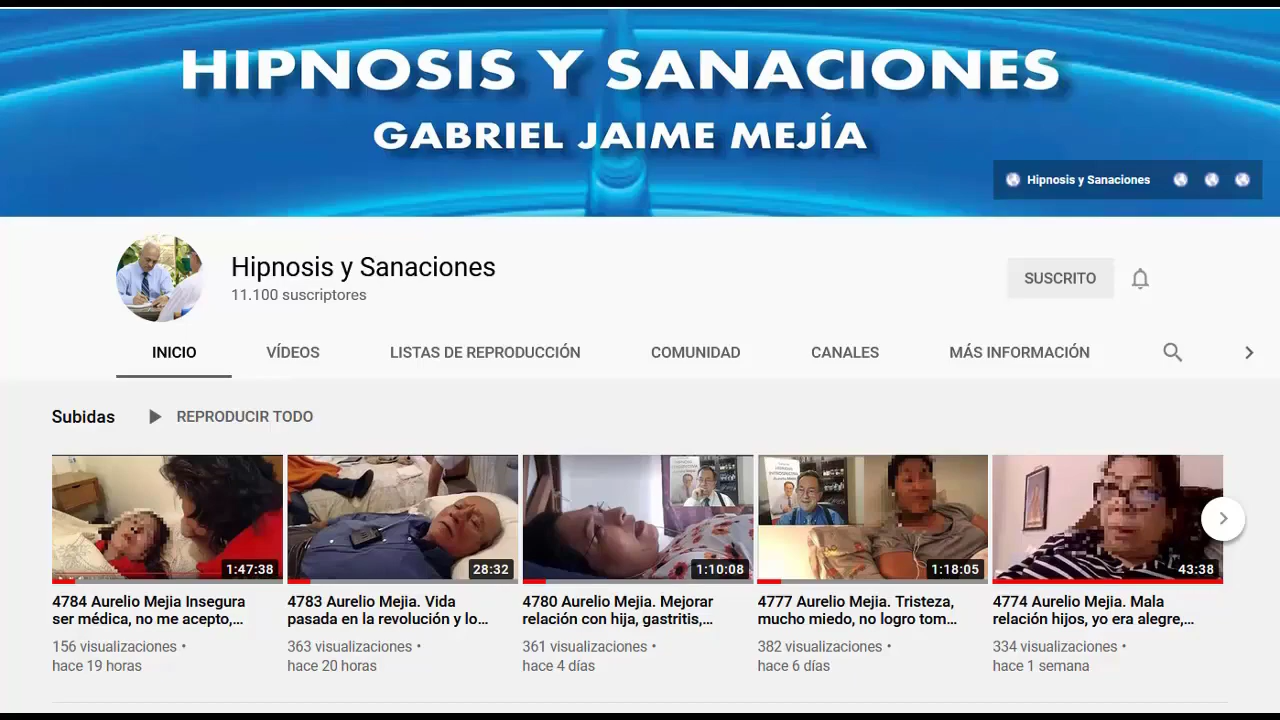 HIPNOSIS Y SANACIONES
GABRIEL JAIME MEJÍA
Hipnosis y Sanaciones
Hipnosis y Sanaciones
11.100 suscriptores
SUSCRITO
INICIO
VÍDEOS
LISTAS DE REPRODUCCIÓN
COMUNIDAD
CANALES
MÁS INFORMACIÓN
Subidas
REPRODUCIR TODO
1:47:38
28:32
1:10:08
1:18:05
43:38
4784 Aurelio Mejia Insegura
ser médica, no me acepto,...
156 visualizaciones •
hace 19 horas
4783 Aurelio Mejia. Vida
pasada en la revolución y lo...
363 visualizaciones •
hace 20 horas
4780 Aurelio Mejia. Mejorar
relación con hija, gastritis,...
361 visualizaciones •
hace 4 días
4777 Aurelio Mejia. Tristeza,
mucho miedo, no logro tom...
382 visualizaciones •
hace 6 días
4774 Aurelio Mejia. Mala
relación hijos, yo era alegre,...
334 visualizaciones •
hace 1 semana